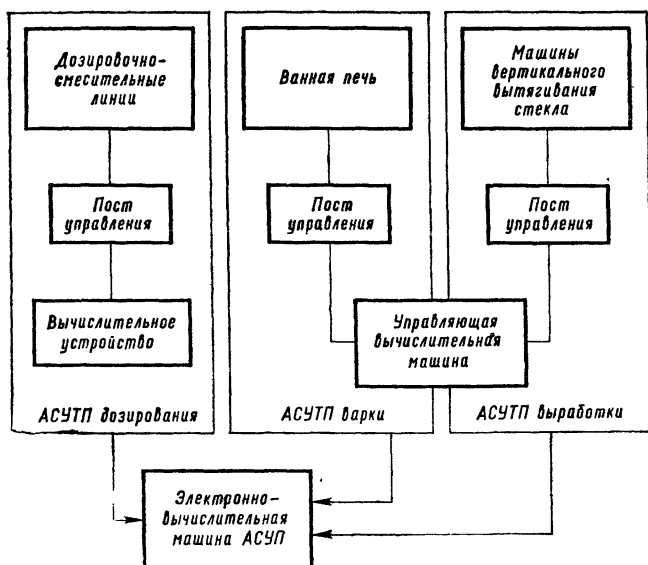 Дозировочно-
смесительные
линии
Пост
управления
Вычислительное
устройство
АСУТП дозирования
Ванная печь
Пост
управления
Управляющая
вычислительная
машина
АСУТП варки
Машины
вертикального
вытягивания
стекла
Пост
управления
АСУТП выработки
Электронно-
вычислительная
машина АСУП